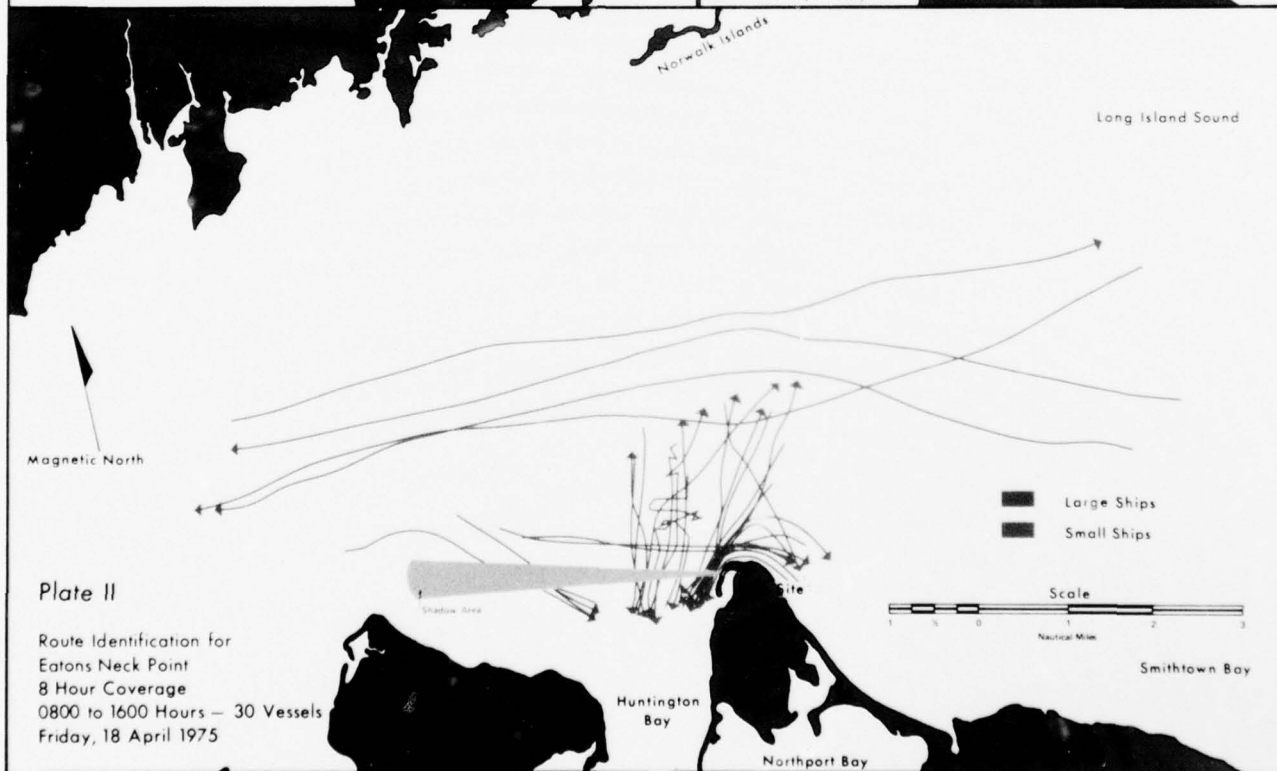 Norwalk Islands
Long Island Sound
Magnetic North
Large Ships
Small Ships
Plate II
Shadow Area
Site
Scale
1 ½ 0 1 2 3
Nautical Miles
Route Identification for
Eatons Neck Point
8 Hour Coverage
0800 to 1600 Hours — 30 Vessels
Friday, 18 April 1975
Smithtown Bay
Huntington
Bay
Northport Bay